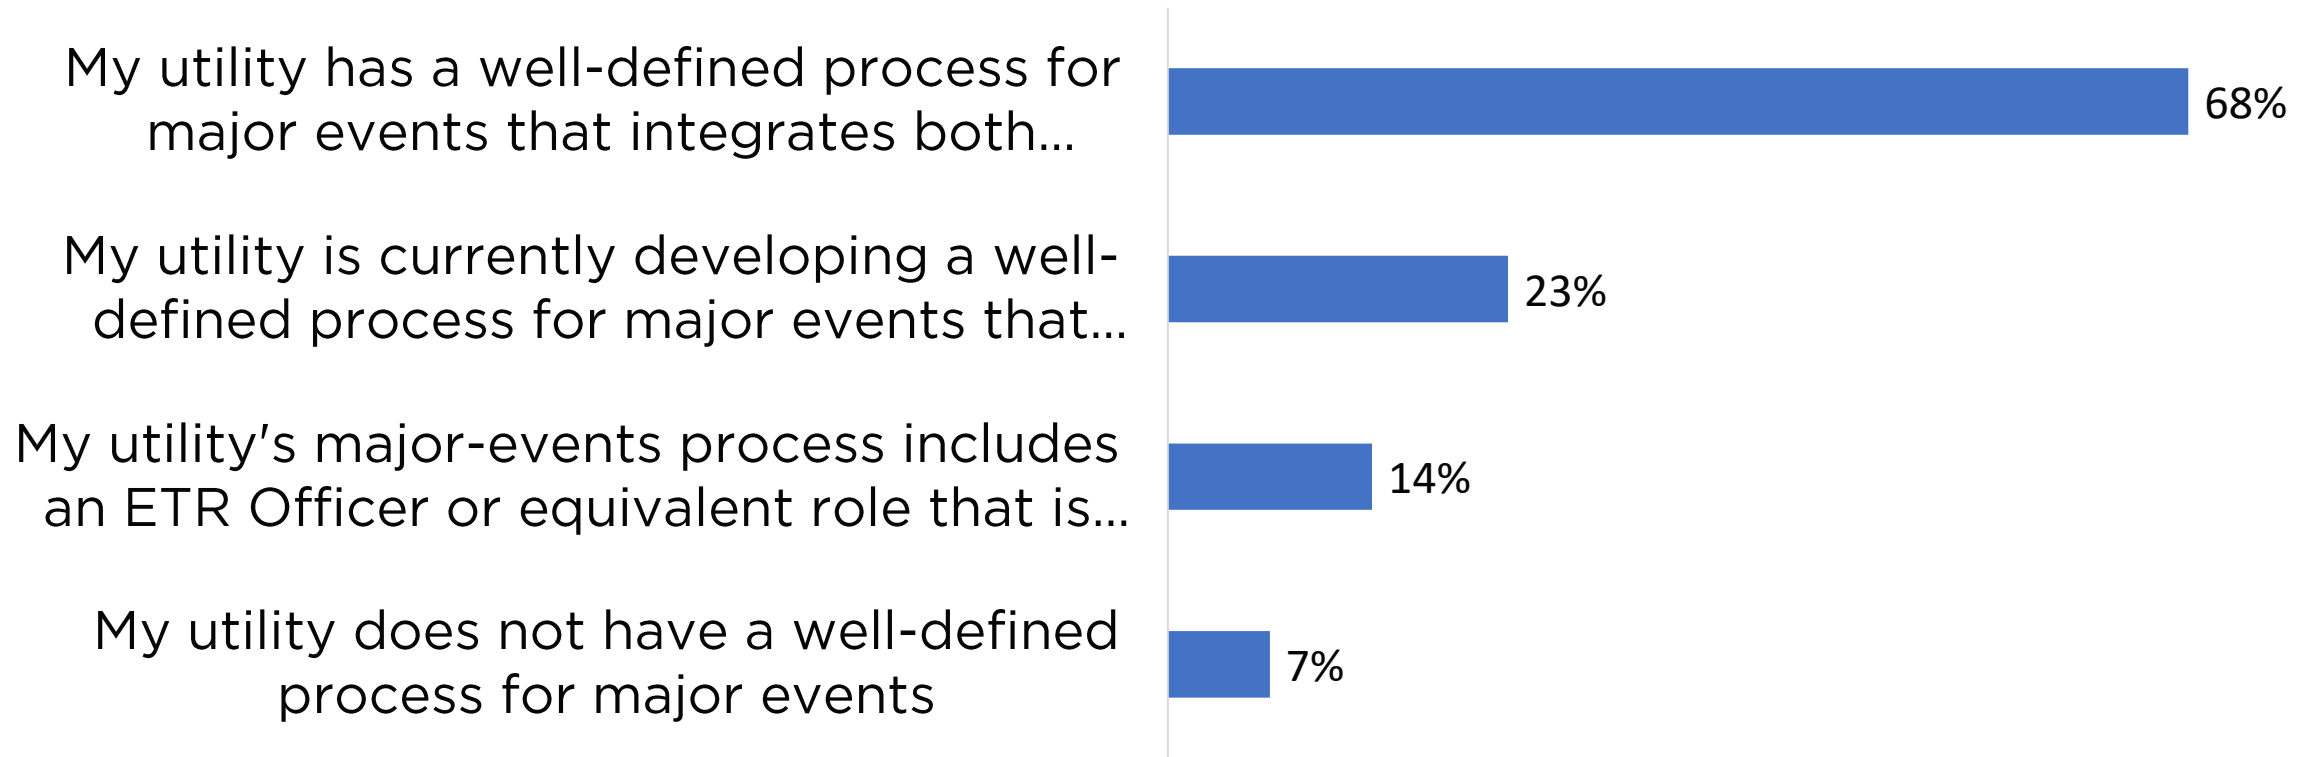 My utility has a well-defined process for
major events that integrates both...
68%
My utility is currently developing a well-
defined process for major events that...
23%
My utility's major-events process includes
an ETR Officer or equivalent role that is...
14%
My utility does not have a well-defined
process for major events
7%